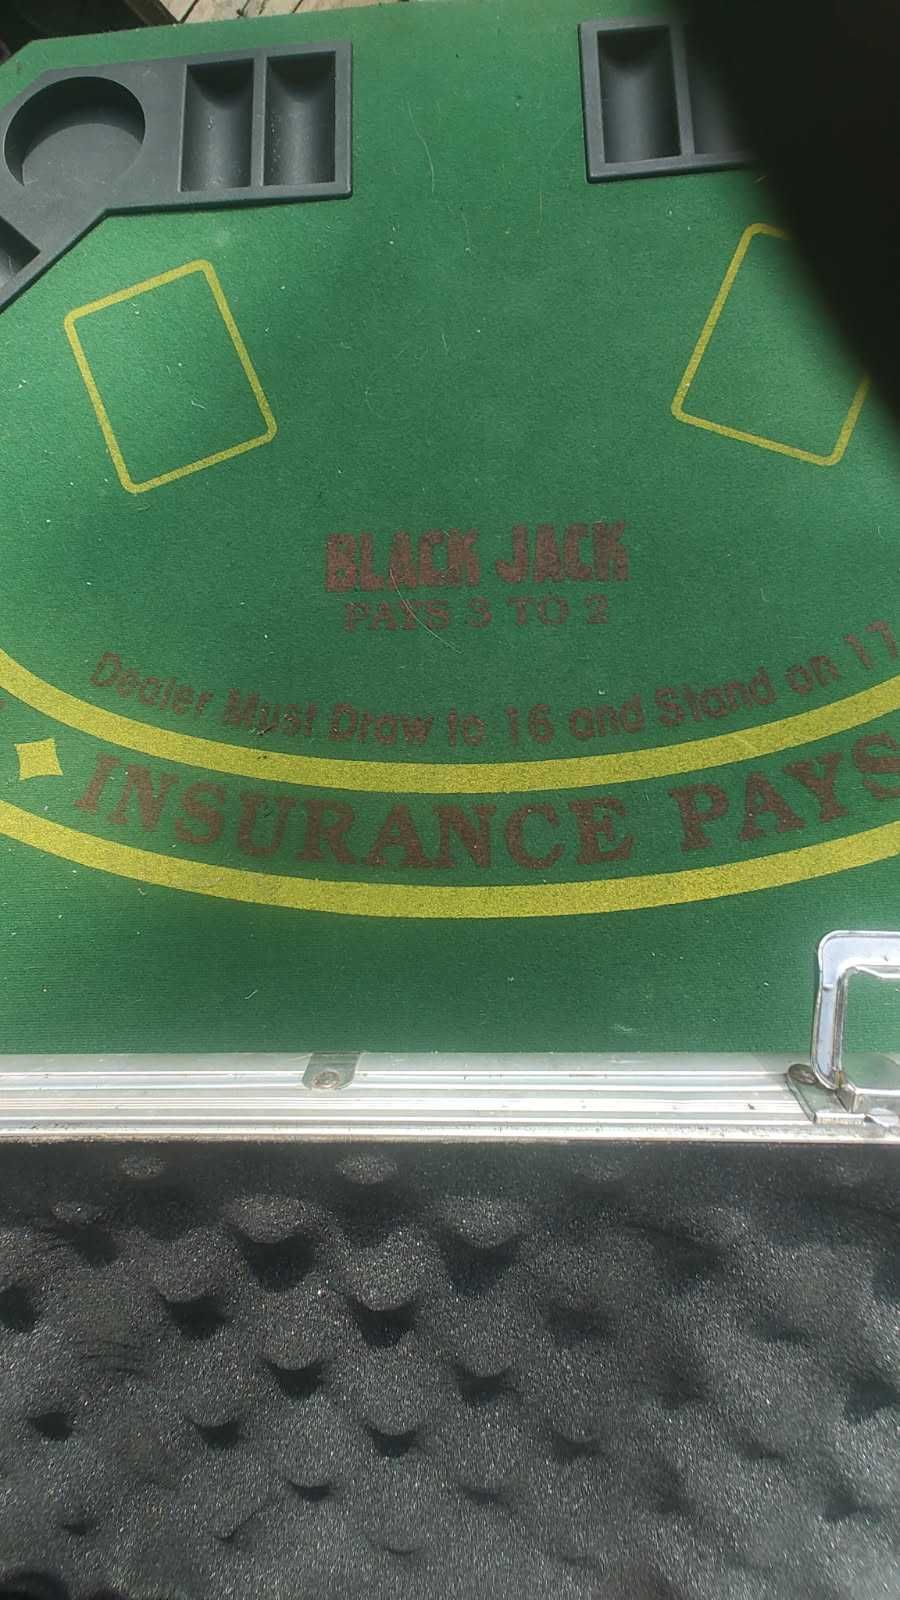 BLACK JACK
PAYS 3 TO 2
Dealer Must Draw to 16 and Stand on 17
INSURANCE PAYS